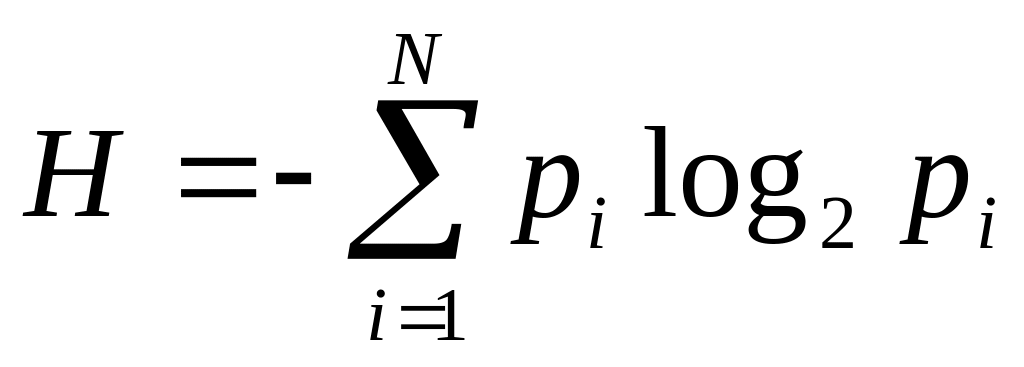 H = - ∑_{i=1}^{N} p_i log_2 p_i